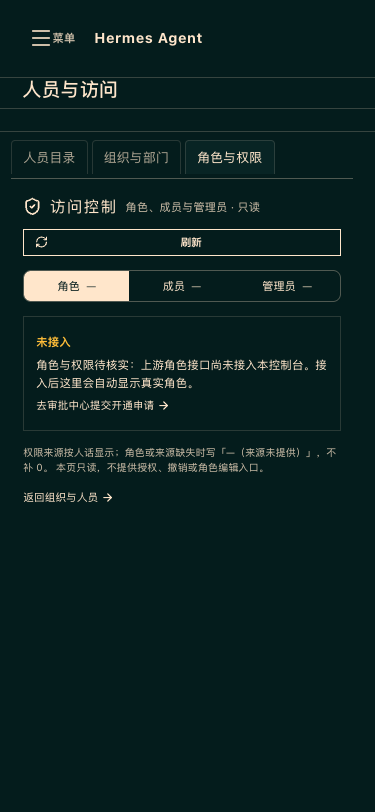 菜单 Hermes Agent
人员与访问
人员目录 组织与部门 角色与权限
访问控制 角色、成员与管理员 · 只读
刷新
角色 — 成员 — 管理员 —
未接入
角色与权限待核实：上游角色接口尚未接入本控制台。接
入后这里会自动显示真实角色。
去审批中心提交开通申请 →
权限来源按人话显示；角色或来源缺失时写「—（来源未提供）」，不
补 0。本页只读，不提供授权、撤销或角色编辑入口。
返回组织与人员 →